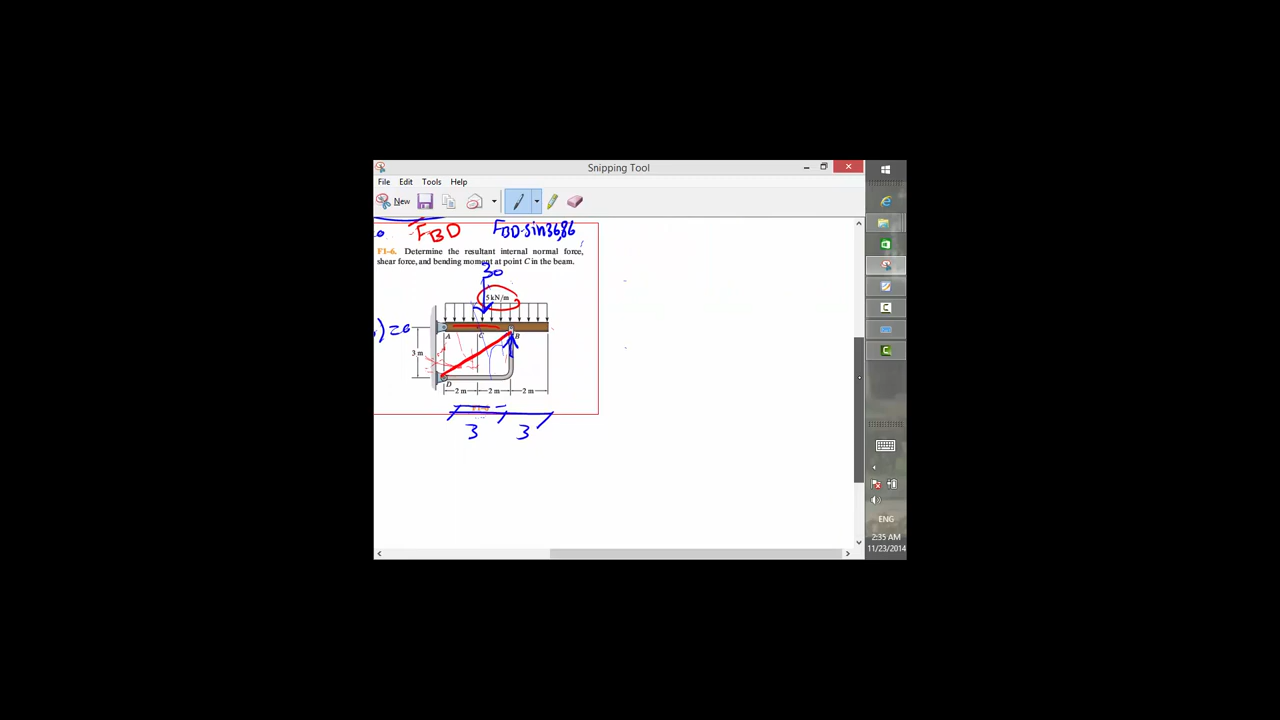 Snipping Tool
File Edit Tools Help
New
FBD
FBD.sin36,86
F1-6. Determine the resultant internal normal force,
shear force, and bending moment at point C in the beam.
30
5 kN/m
)=0
A
C
B
3 m
D
2 m 2 m 2 m
3 3
ENG
2:35 AM
11/23/2014